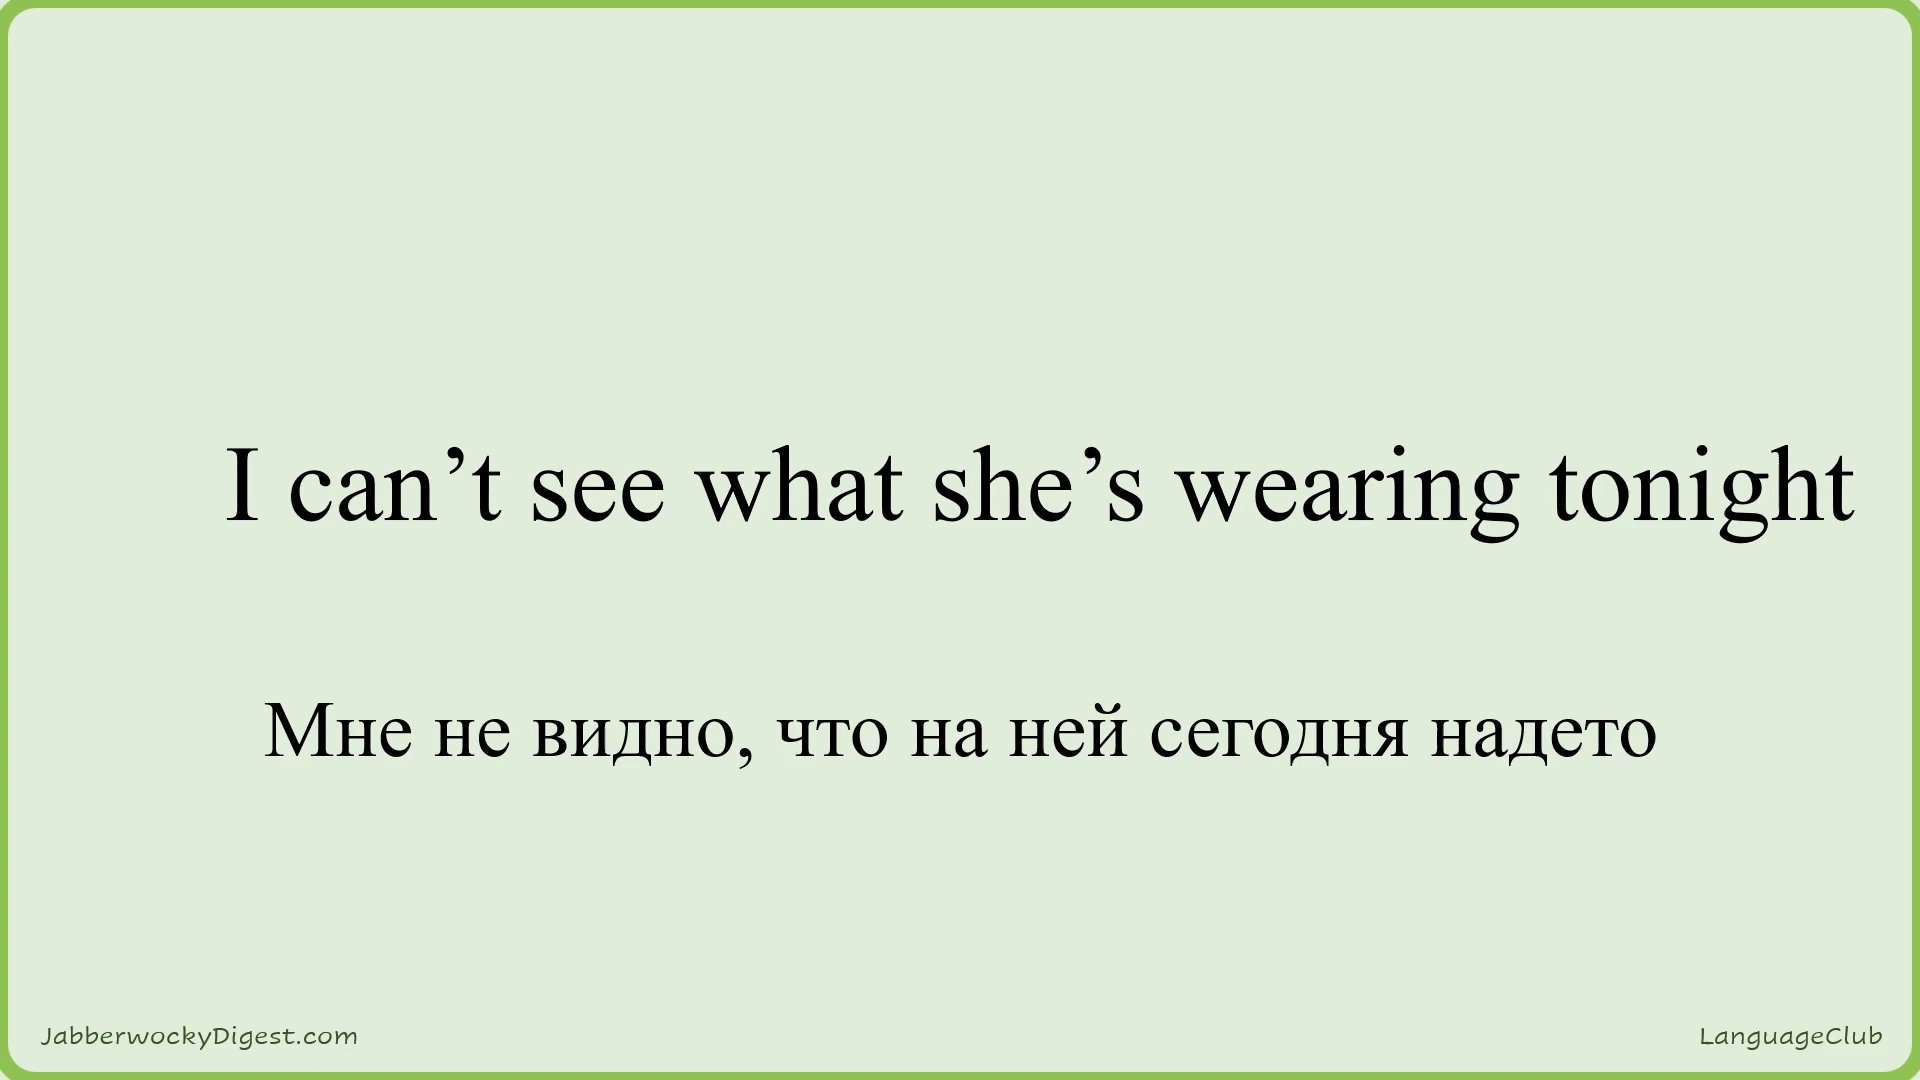 I can’t see what she’s wearing tonight
Мне не видно, что на ней сегодня надето
JabberwockyDigest.com
LanguageClub